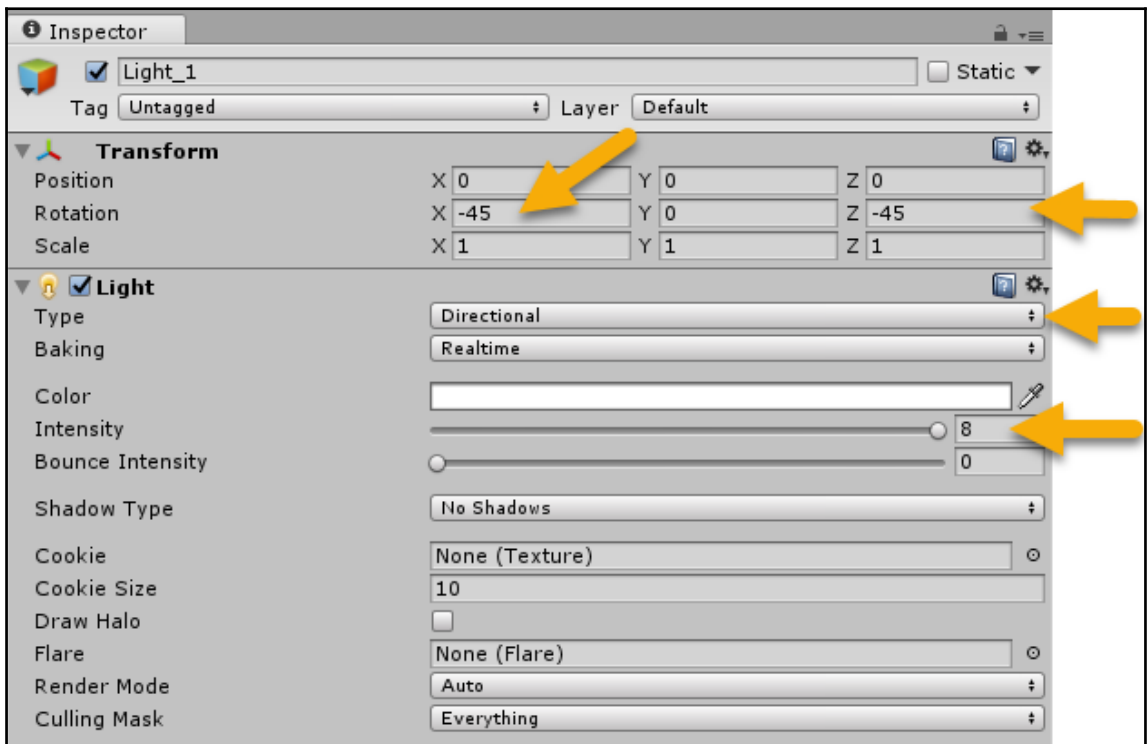 Inspector
Light_1 Static
Tag Untagged Layer Default
Transform
Position X 0 Y 0 Z 0
Rotation X -45 Y 0 Z -45
Scale X 1 Y 1 Z 1
Light
Type Directional
Baking Realtime
Color
Intensity 8
Bounce Intensity 0
Shadow Type No Shadows
Cookie None (Texture)
Cookie Size 10
Draw Halo
Flare None (Flare)
Render Mode Auto
Culling Mask Everything